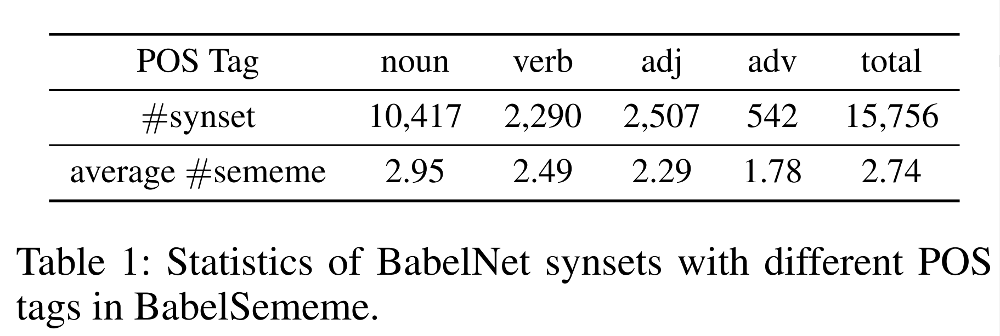 POS Tag noun verb adj adv total
#synset 10,417 2,290 2,507 542 15,756
average #sememe 2.95 2.49 2.29 1.78 2.74
Table 1: Statistics of BabelNet synsets with different POS
tags in BabelSememe.